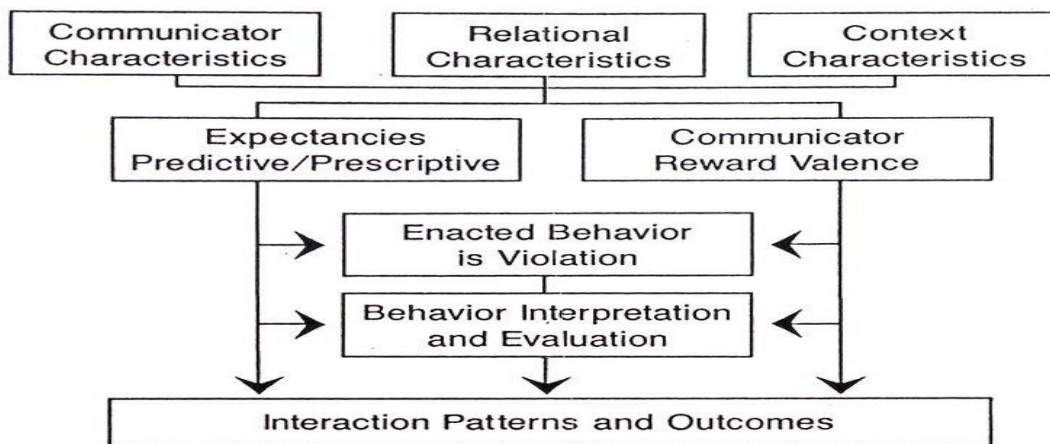 Communicator
Characteristics
Relational
Characteristics
Context
Characteristics
Expectancies
Predictive/Prescriptive
Communicator
Reward Valence
Enacted Behavior
is Violation
Behavior Interpretation
and Evaluation
Interaction Patterns and Outcomes